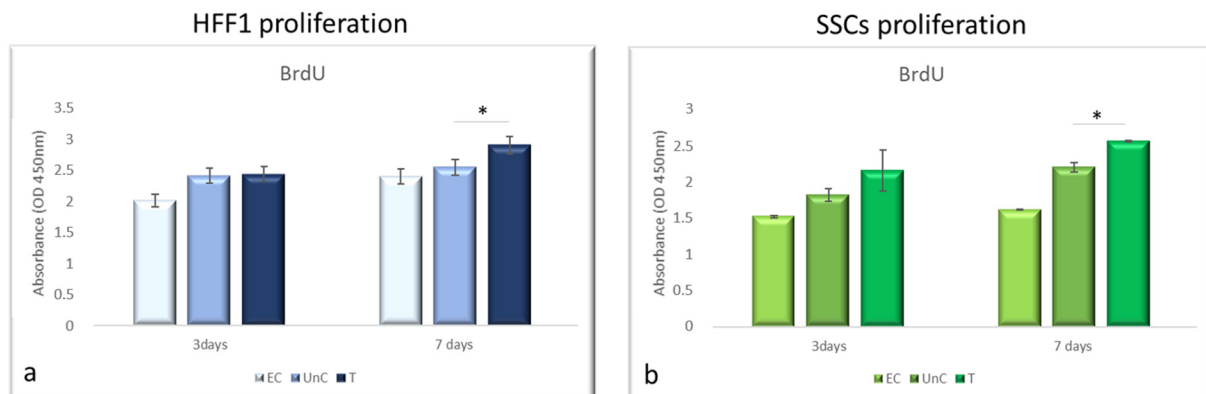 HFF1 proliferation
BrdU
Absorbance (OD 450nm)
3.5
3
2.5
2
1.5
1
0.5
0
*
3days
7 days
EC UnC T
a
SSCs proliferation
BrdU
Absorbance (OD 450nm)
3
2.5
2
1.5
1
0.5
0
*
3days
7 days
EC UnC T
b